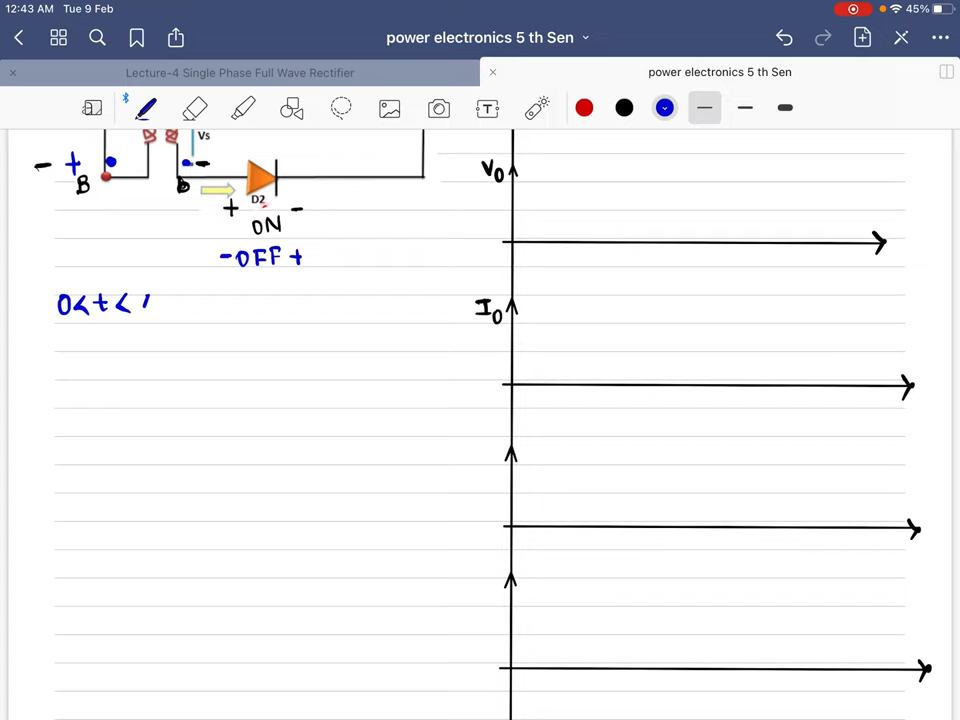 12:43 AM Tue 9 Feb
45%
power electronics 5 th Sen
Lecture-4 Single Phase Full Wave Rectifier
power electronics 5 th Sen
T
Vs
- + -
B b
D2
+ -
ON
- OFF +
0 < t <
V0
I0